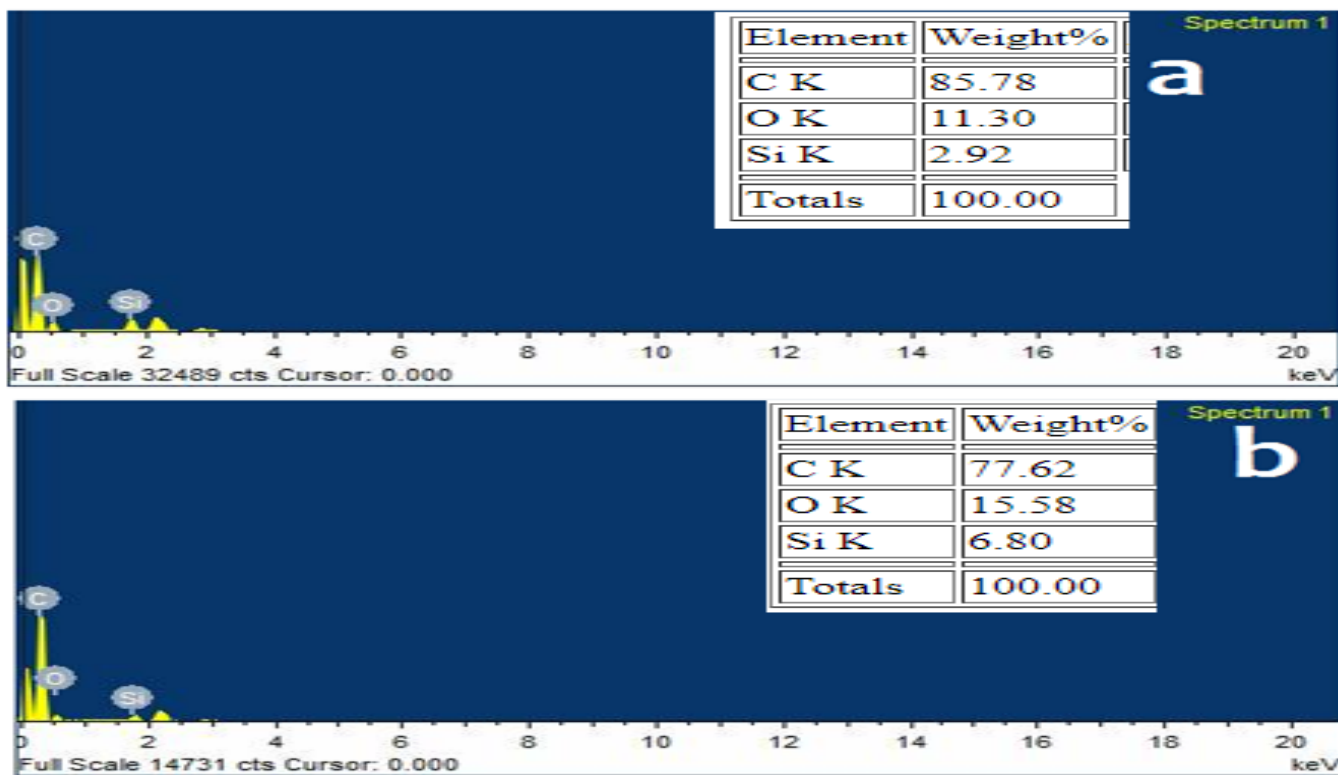 Spectrum 1
a
Element Weight%
C K 85.78
O K 11.30
Si K 2.92
Totals 100.00
C
O
Si
0 2 4 6 8 10 12 14 16 18 20
Full Scale 32489 cts Cursor: 0.000 keV
Spectrum 1
b
Element Weight%
C K 77.62
O K 15.58
Si K 6.80
Totals 100.00
C
O
Si
0 2 4 6 8 10 12 14 16 18 20
Full Scale 14731 cts Cursor: 0.000 keV